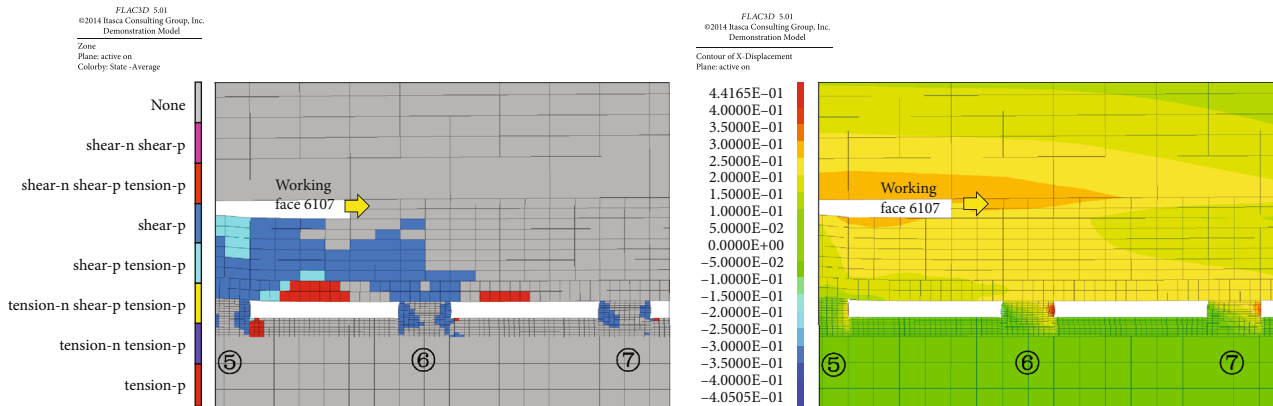 FLAC3D 5.01
©2014 Itasca Consulting Group, Inc.
Demonstration Model
Zone
Plane: active on
Colorby: State -Average
None
shear-n shear-p
shear-n shear-p tension-p
shear-p
shear-p tension-p
tension-n shear-p tension-p
tension-n tension-p
tension-p
Working
face 6107
⑤
⑥
⑦
FLAC3D 5.01
©2014 Itasca Consulting Group, Inc.
Demonstration Model
Contour of X-Displacement
Plane: active on
4.4165E–01
4.0000E–01
3.5000E–01
3.0000E–01
2.5000E–01
2.0000E–01
1.5000E–01
1.0000E–01
5.0000E–02
0.0000E+00
–5.0000E–02
–1.0000E–01
–1.5000E–01
–2.0000E–01
–2.5000E–01
–3.0000E–01
–3.5000E–01
–4.0000E–01
–4.0505E–01
Working
face 6107
⑤
⑥
⑦